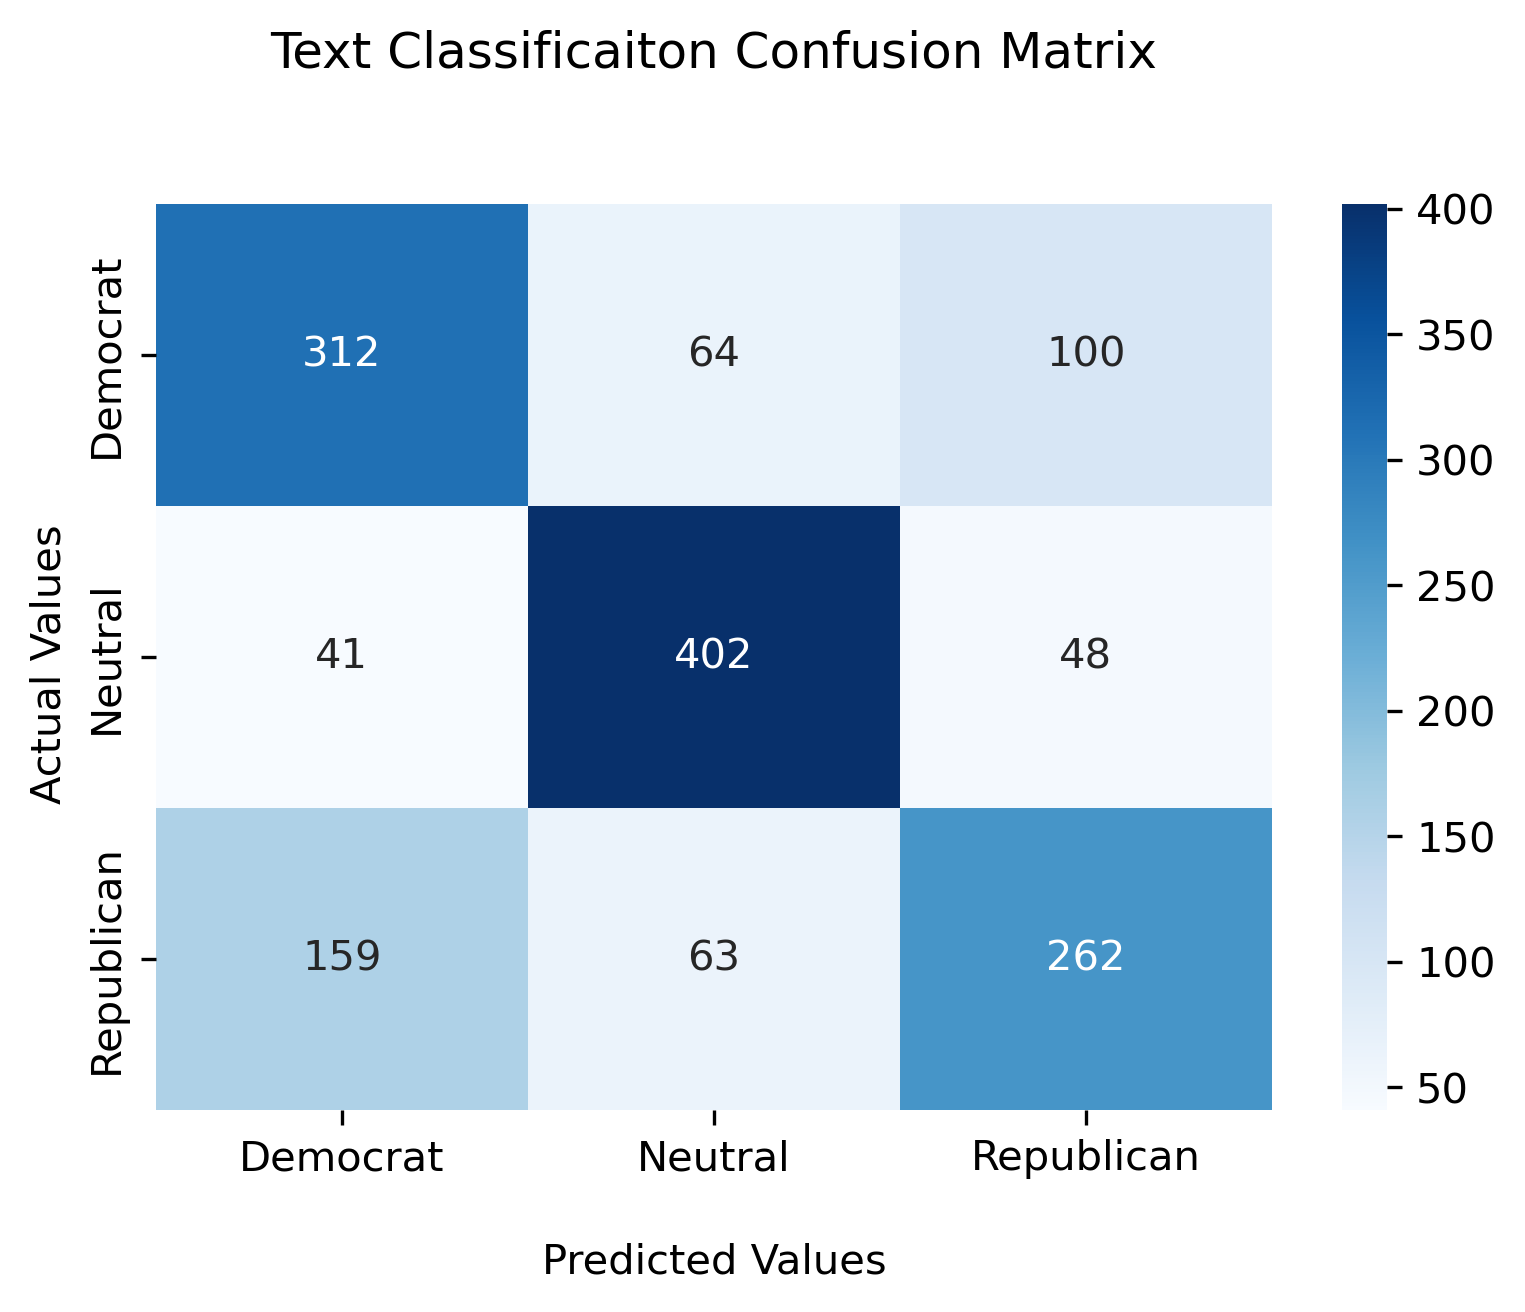 Text Classificaiton Confusion Matrix
Actual Values
Democrat
312 64 100
Neutral
41 402 48
Republican
159 63 262
Democrat Neutral Republican
Predicted Values
400
350
300
250
200
150
100
50